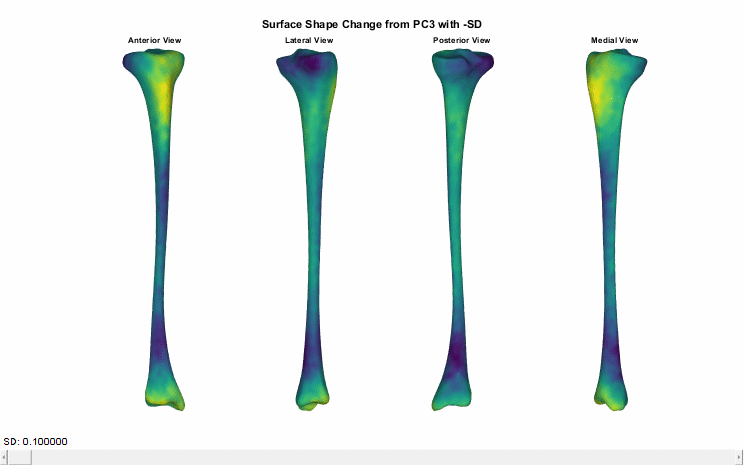 Surface Shape Change from PC3 with -SD
Anterior View
Lateral View
Posterior View
Medial View
SD: 0.100000